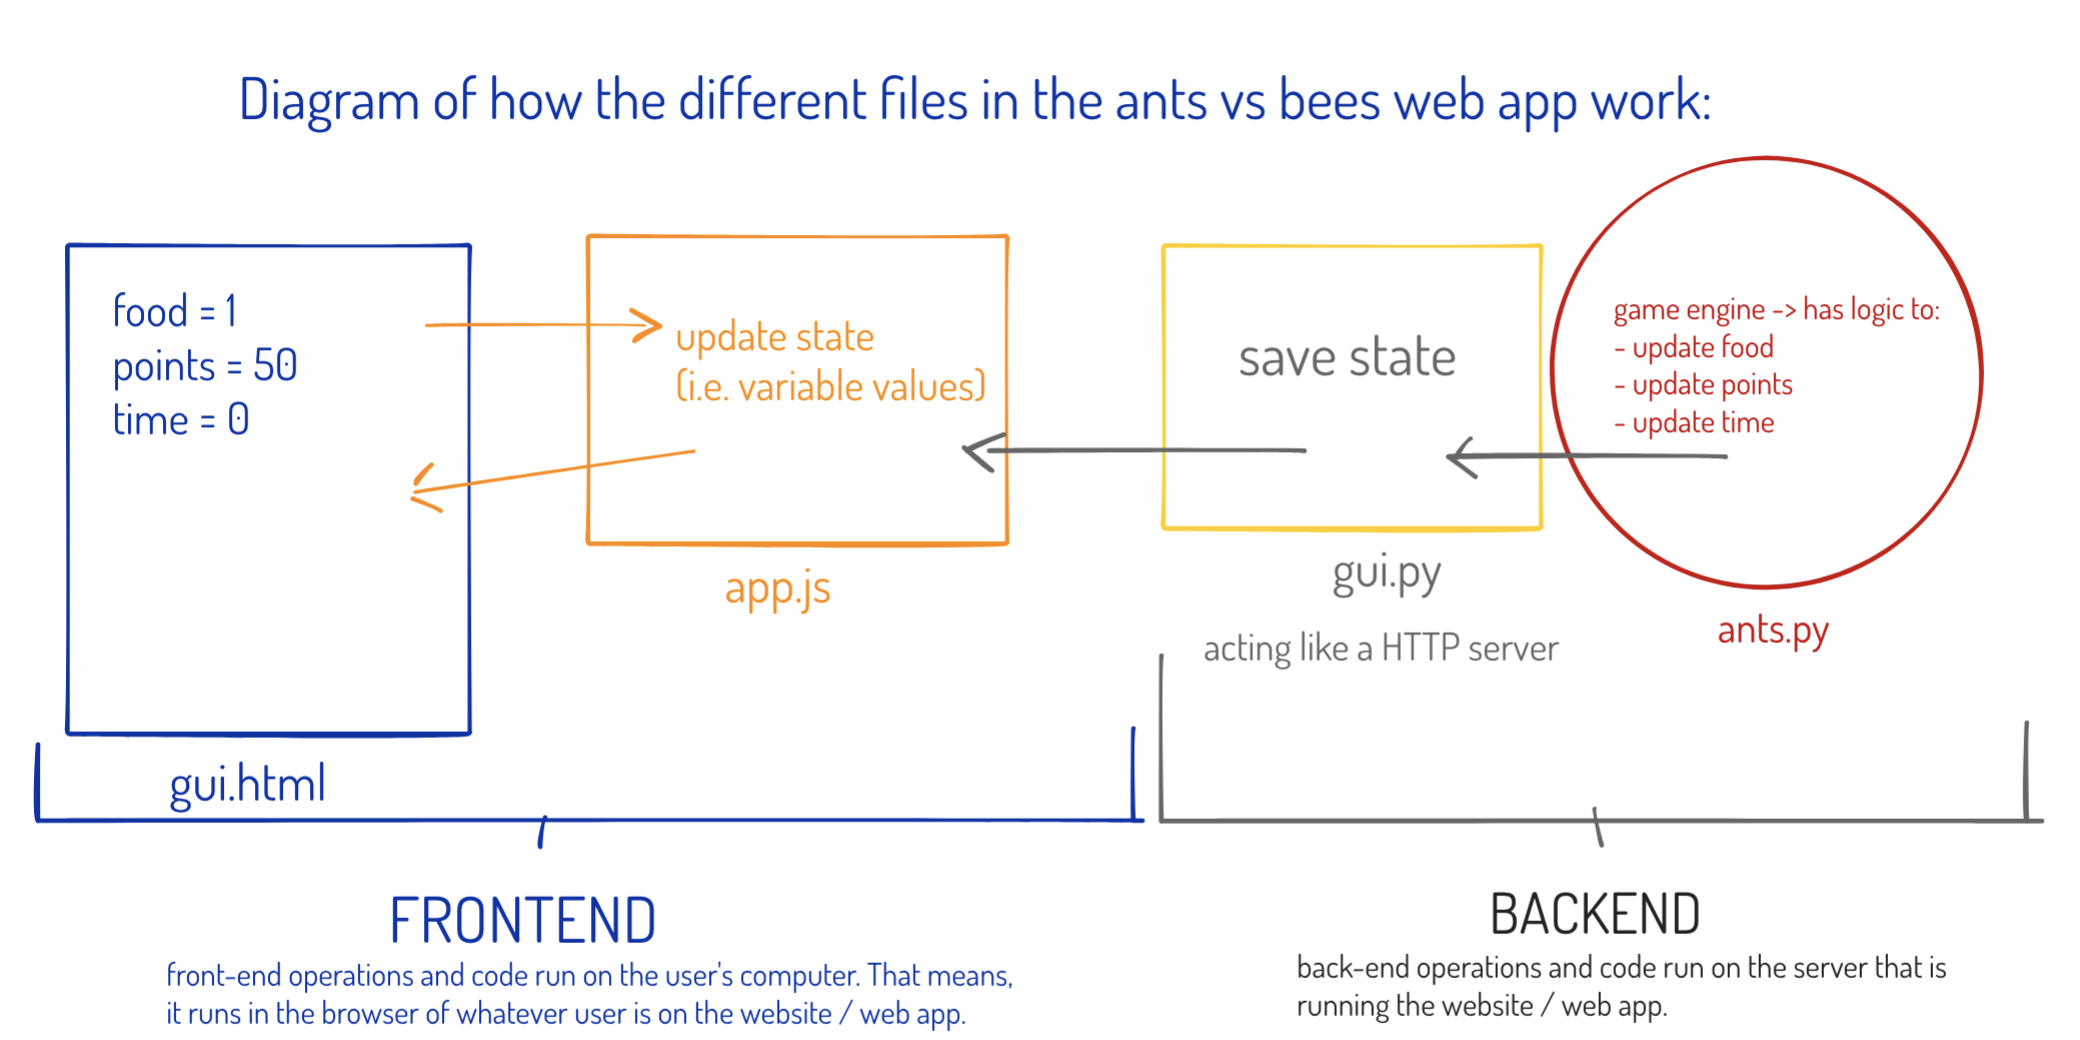 Diagram of how the different files in the ants vs bees web app work:
food = 1
points = 50
time = 0
gui.html
update state
(i.e. variable values)
app.js
save state
gui.py
acting like a HTTP server
game engine -> has logic to:
- update food
- update points
- update time
ants.py
FRONTEND
front-end operations and code run on the user's computer. That means,
it runs in the browser of whatever user is on the website / web app.
BACKEND
back-end operations and code run on the server that is
running the website / web app.